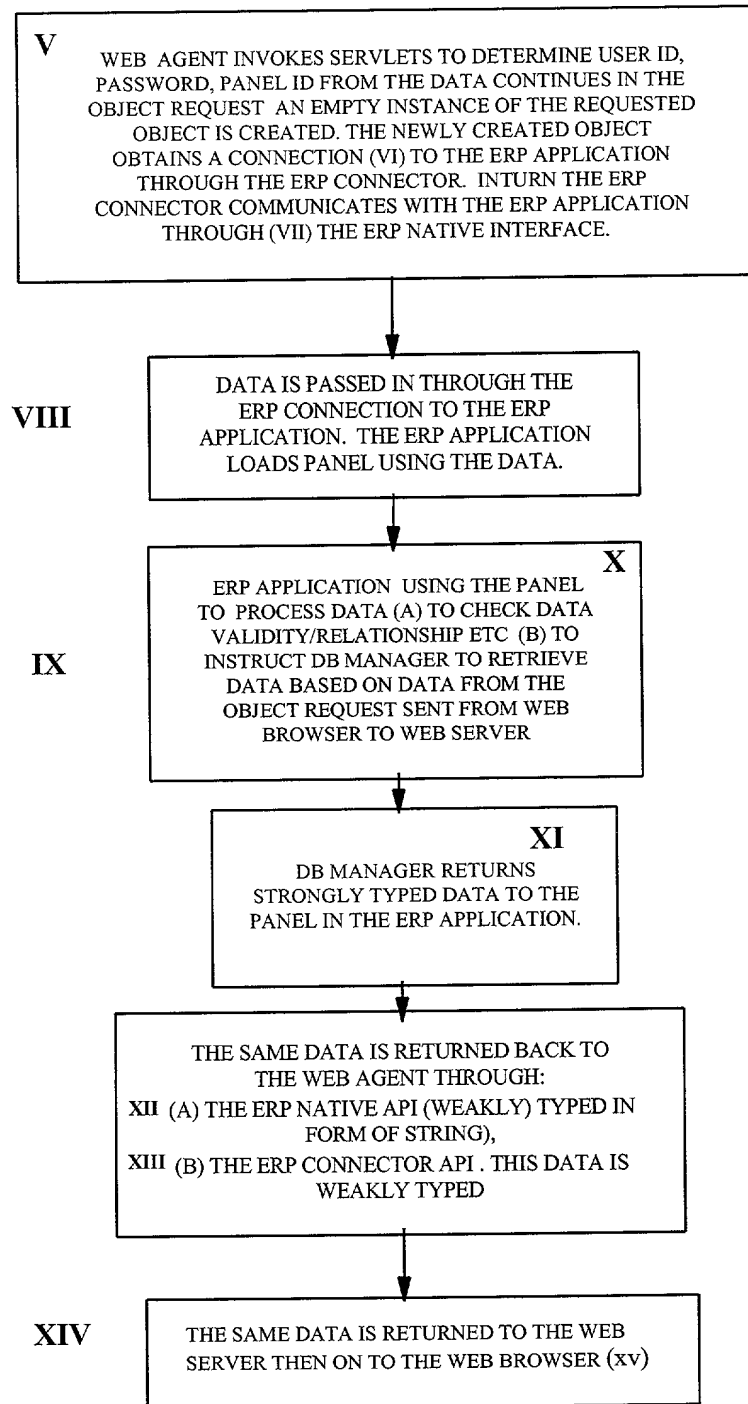 V
WEB AGENT INVOKES SERVLETS TO DETERMINE USER ID,
PASSWORD, PANEL ID FROM THE DATA CONTINUES IN THE
OBJECT REQUEST AN EMPTY INSTANCE OF THE REQUESTED
OBJECT IS CREATED. THE NEWLY CREATED OBJECT
OBTAINS A CONNECTION (VI) TO THE ERP APPLICATION
THROUGH THE ERP CONNECTOR. INTURN THE ERP
CONNECTOR COMMUNICATES WITH THE ERP APPLICATION
THROUGH (VII) THE ERP NATIVE INTERFACE.
VIII
DATA IS PASSED IN THROUGH THE
ERP CONNECTION TO THE ERP
APPLICATION. THE ERP APPLICATION
LOADS PANEL USING THE DATA.
IX
X
ERP APPLICATION USING THE PANEL
TO PROCESS DATA (A) TO CHECK DATA
VALIDITY/RELATIONSHIP ETC (B) TO
INSTRUCT DB MANAGER TO RETRIEVE
DATA BASED ON DATA FROM THE
OBJECT REQUEST SENT FROM WEB
BROWSER TO WEB SERVER
XI
DB MANAGER RETURNS
STRONGLY TYPED DATA TO THE
PANEL IN THE ERP APPLICATION.
THE SAME DATA IS RETURNED BACK TO
THE WEB AGENT THROUGH:
XII (A) THE ERP NATIVE API (WEAKLY) TYPED IN
FORM OF STRING),
XIII (B) THE ERP CONNECTOR API . THIS DATA IS
WEAKLY TYPED
XIV
THE SAME DATA IS RETURNED TO THE WEB
SERVER THEN ON TO THE WEB BROWSER (xv)